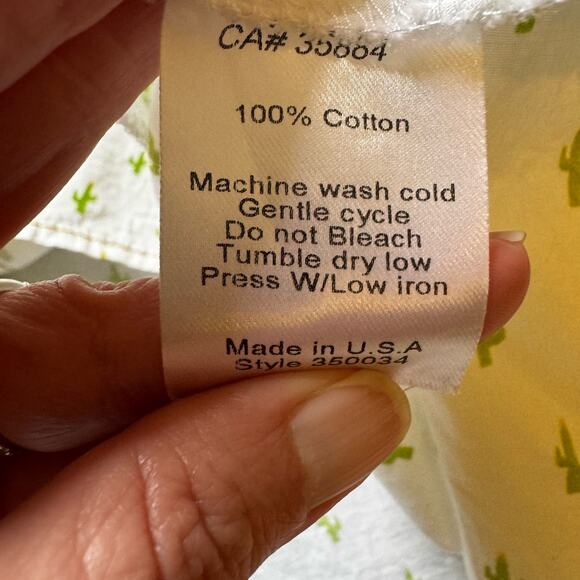 CA# 35884
100% Cotton
Machine wash cold
Gentle cycle
Do not Bleach
Tumble dry low
Press W/Low iron
Made in U.S.A
Style 350034